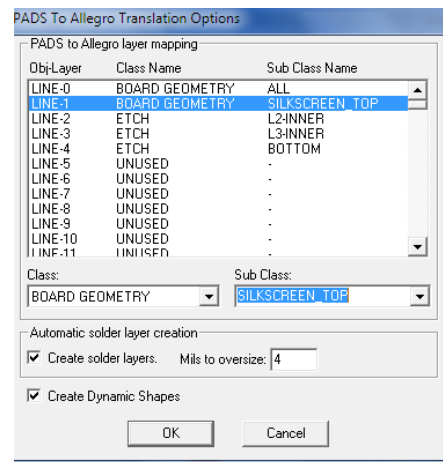 PADS To Allegro Translation Options
PADS to Allegro layer mapping
Obj-Layer Class Name Sub Class Name
LINE-0 BOARD GEOMETRY ALL
LINE-1 BOARD GEOMETRY SILKSCREEN_TOP
LINE-2 ETCH L2-INNER
LINE-3 ETCH L3-INNER
LINE-4 ETCH BOTTOM
LINE-5 UNUSED -
LINE-6 UNUSED -
LINE-7 UNUSED -
LINE-8 UNUSED -
LINE-9 UNUSED -
LINE-10 UNUSED -
LINE-11 UNUSED -
Class: Sub Class:
BOARD GEOMETRY SILKSCREEN_TOP
Automatic solder layer creation
Create solder layers. Mils to oversize: 4
Create Dynamic Shapes
OK Cancel